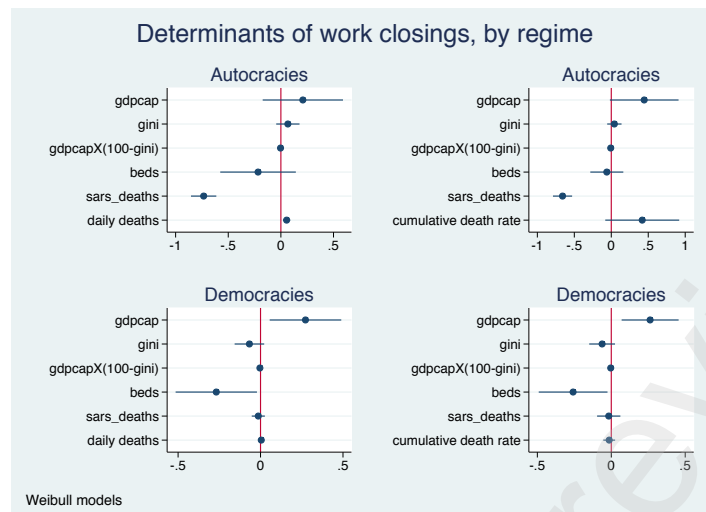 Determinants of work closings, by regime
Autocracies
gdpcap
gini
gdpcapX(100-gini)
beds
sars_deaths
daily deaths
-1 -.5 0 .5
Autocracies
gdpcap
gini
gdpcapX(100-gini)
beds
sars_deaths
cumulative death rate
-1 -.5 0 .5 1
Democracies
gdpcap
gini
gdpcapX(100-gini)
beds
sars_deaths
daily deaths
-.5 0 .5
Democracies
gdpcap
gini
gdpcapX(100-gini)
beds
sars_deaths
cumulative death rate
-.5 0 .5
Weibull models